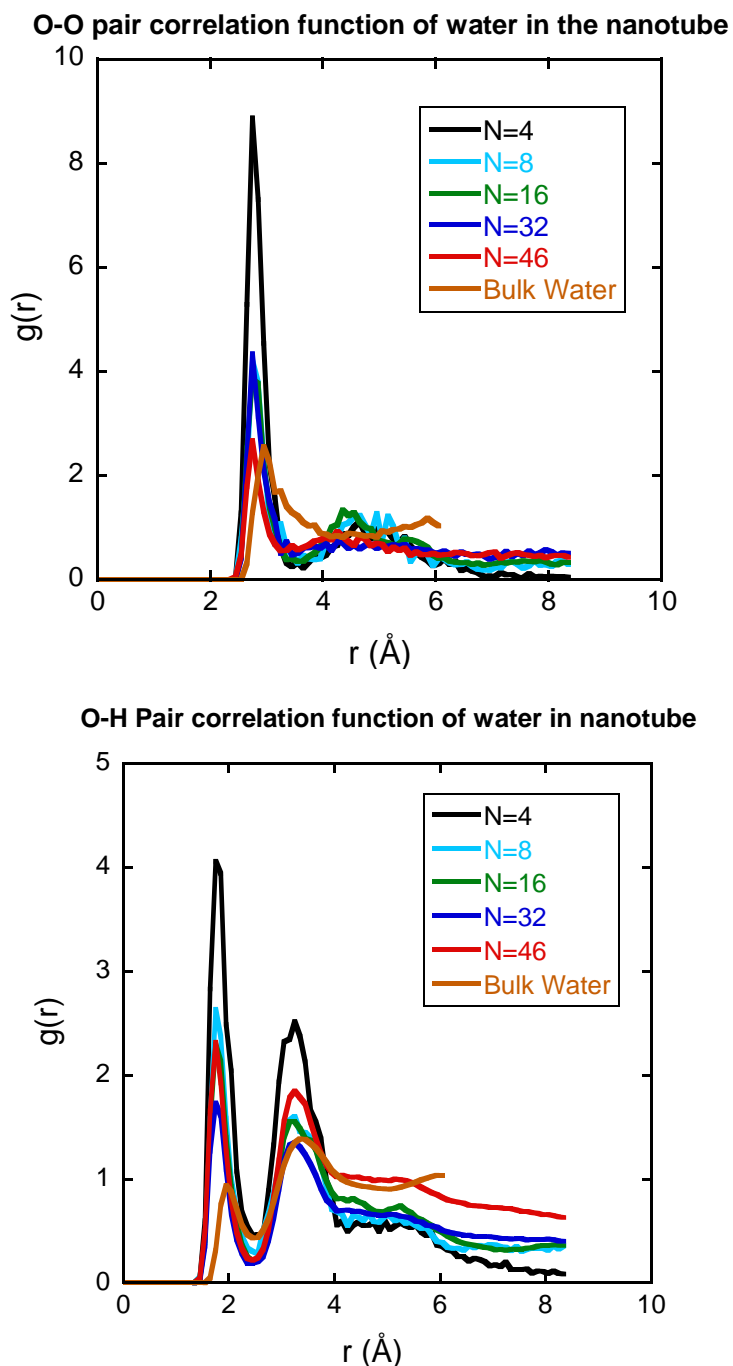 O-O pair correlation function of water in the nanotube
10
8
6
4
2
0
g(r)
N=4
N=8
N=16
N=32
N=46
Bulk Water
0 2 4 6 8 10
r (Å)
O-H Pair correlation function of water in nanotube
5
4
3
2
1
0
g(r)
N=4
N=8
N=16
N=32
N=46
Bulk Water
0 2 4 6 8 10
r (Å)